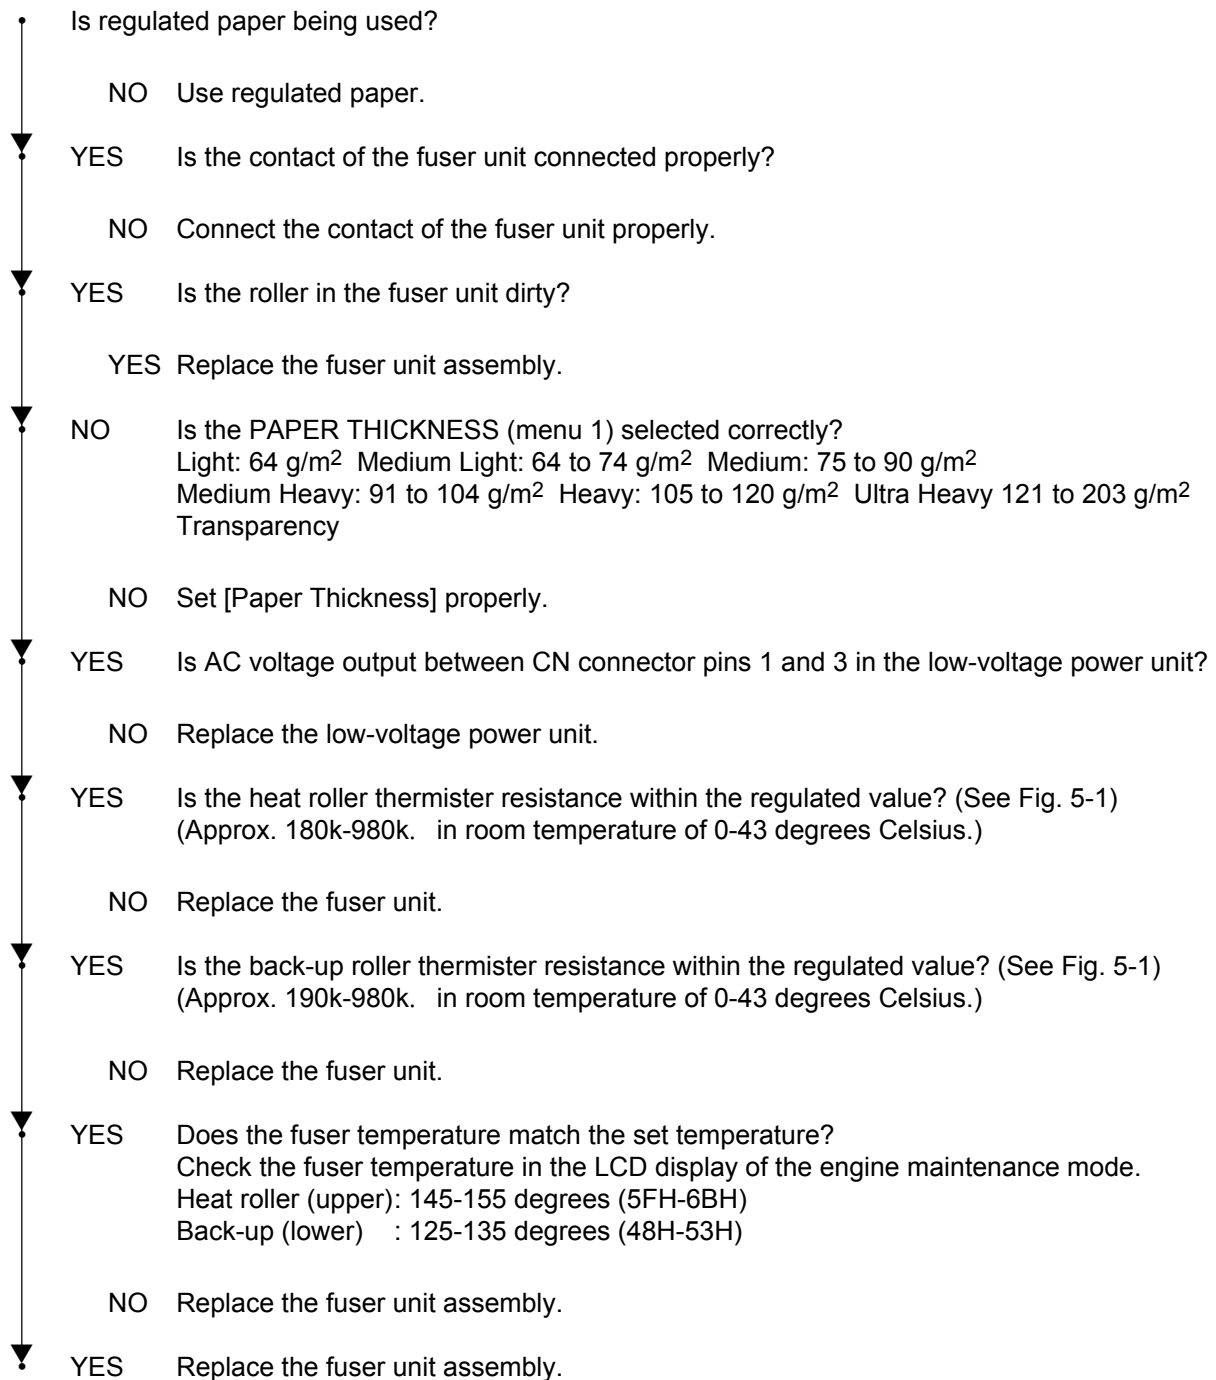 Is regulated paper being used?
NO Use regulated paper.
YES Is the contact of the fuser unit connected properly?
NO Connect the contact of the fuser unit properly.
YES Is the roller in the fuser unit dirty?
YES Replace the fuser unit assembly.
NO Is the PAPER THICKNESS (menu 1) selected correctly?
Light: 64 g/m2 Medium Light: 64 to 74 g/m2 Medium: 75 to 90 g/m2
Medium Heavy: 91 to 104 g/m2 Heavy: 105 to 120 g/m2 Ultra Heavy 121 to 203 g/m2
Transparency
NO Set [Paper Thickness] properly.
YES Is AC voltage output between CN connector pins 1 and 3 in the low-voltage power unit?
NO Replace the low-voltage power unit.
YES Is the heat roller thermister resistance within the regulated value? (See Fig. 5-1)
(Approx. 180k-980k. in room temperature of 0-43 degrees Celsius.)
NO Replace the fuser unit.
YES Is the back-up roller thermister resistance within the regulated value? (See Fig. 5-1)
(Approx. 190k-980k. in room temperature of 0-43 degrees Celsius.)
NO Replace the fuser unit.
YES Does the fuser temperature match the set temperature?
Check the fuser temperature in the LCD display of the engine maintenance mode.
Heat roller (upper): 145-155 degrees (5FH-6BH)
Back-up (lower) : 125-135 degrees (48H-53H)
NO Replace the fuser unit assembly.
YES Replace the fuser unit assembly.